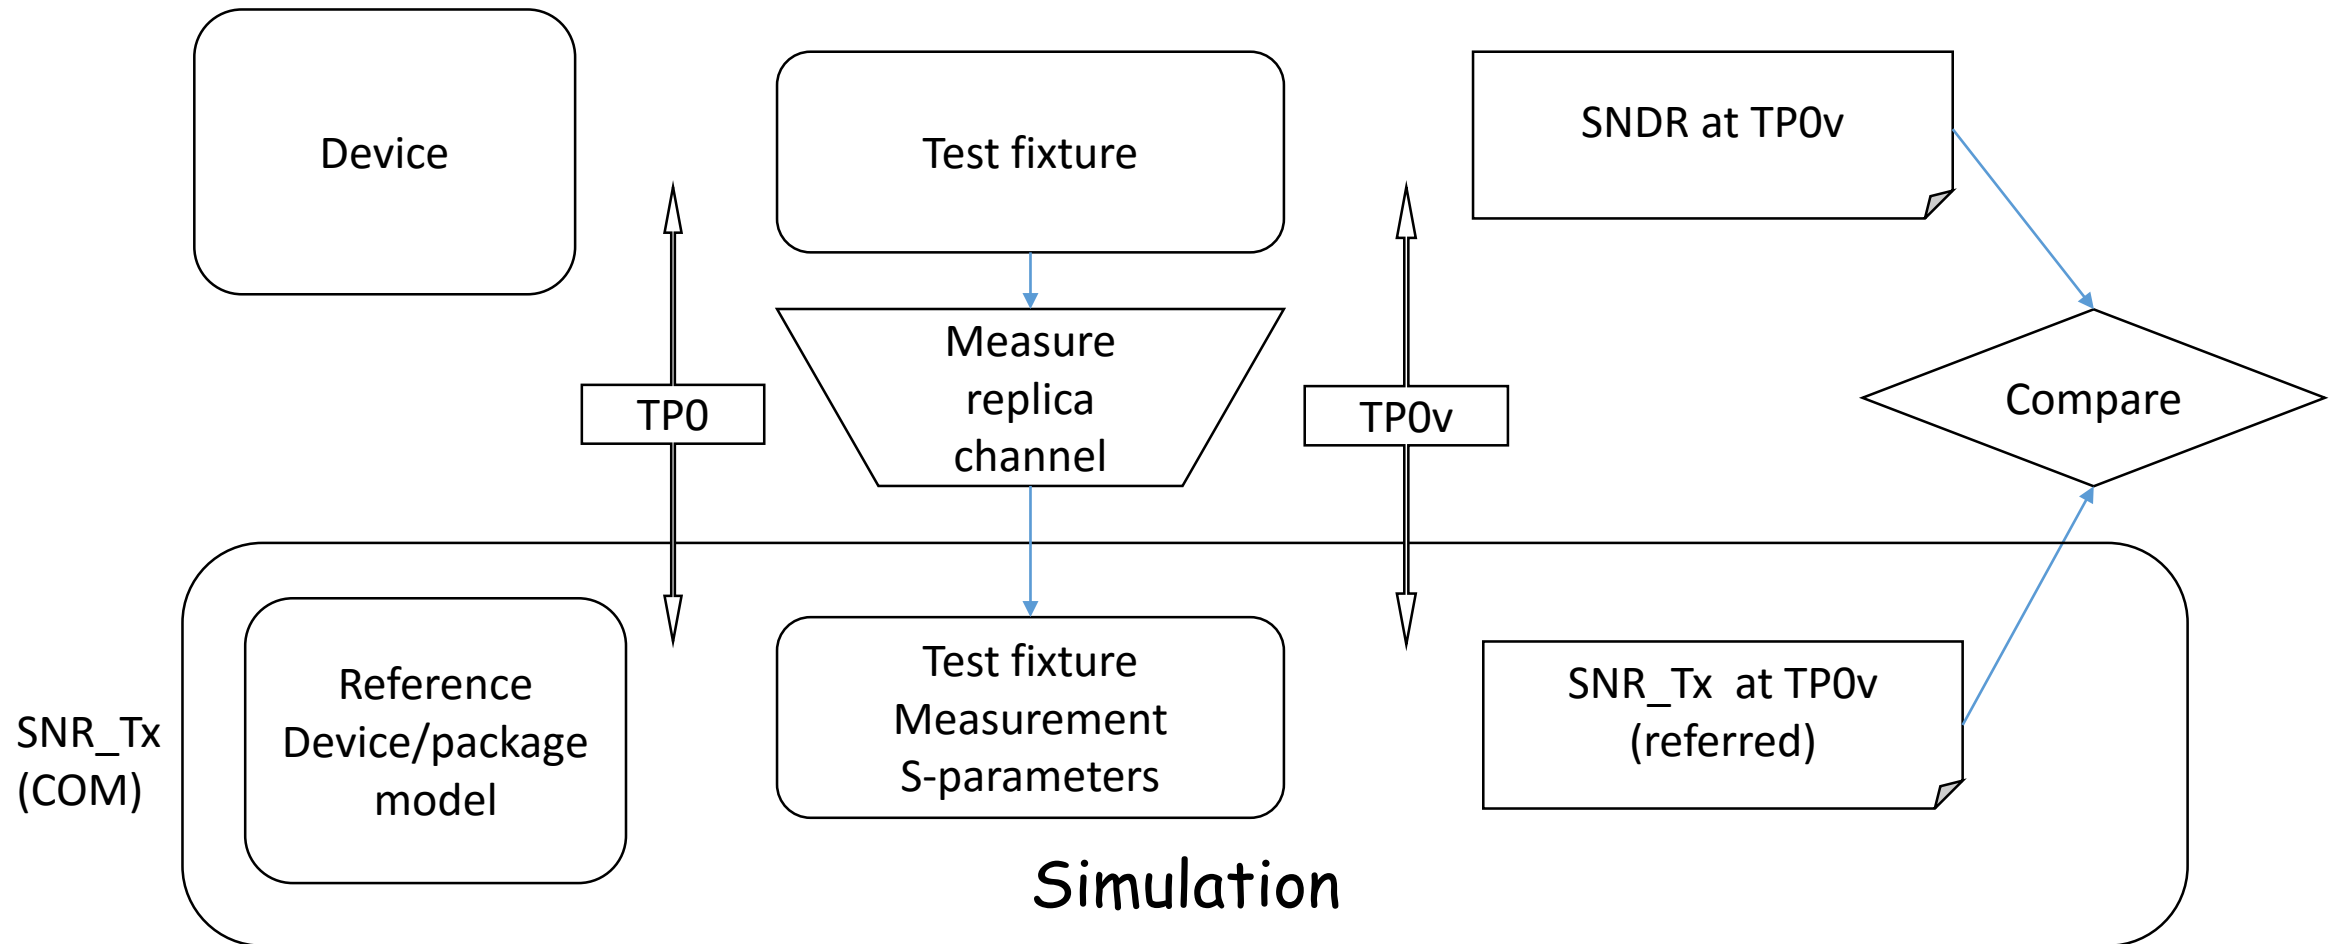 Device
Test fixture
SNDR at TP0v
Measure
replica
channel
TP0
TP0v
Compare
SNR_Tx
(COM)
Reference
Device/package
model
Test fixture
Measurement
S-parameters
SNR_Tx at TP0v
(referred)
Simulation